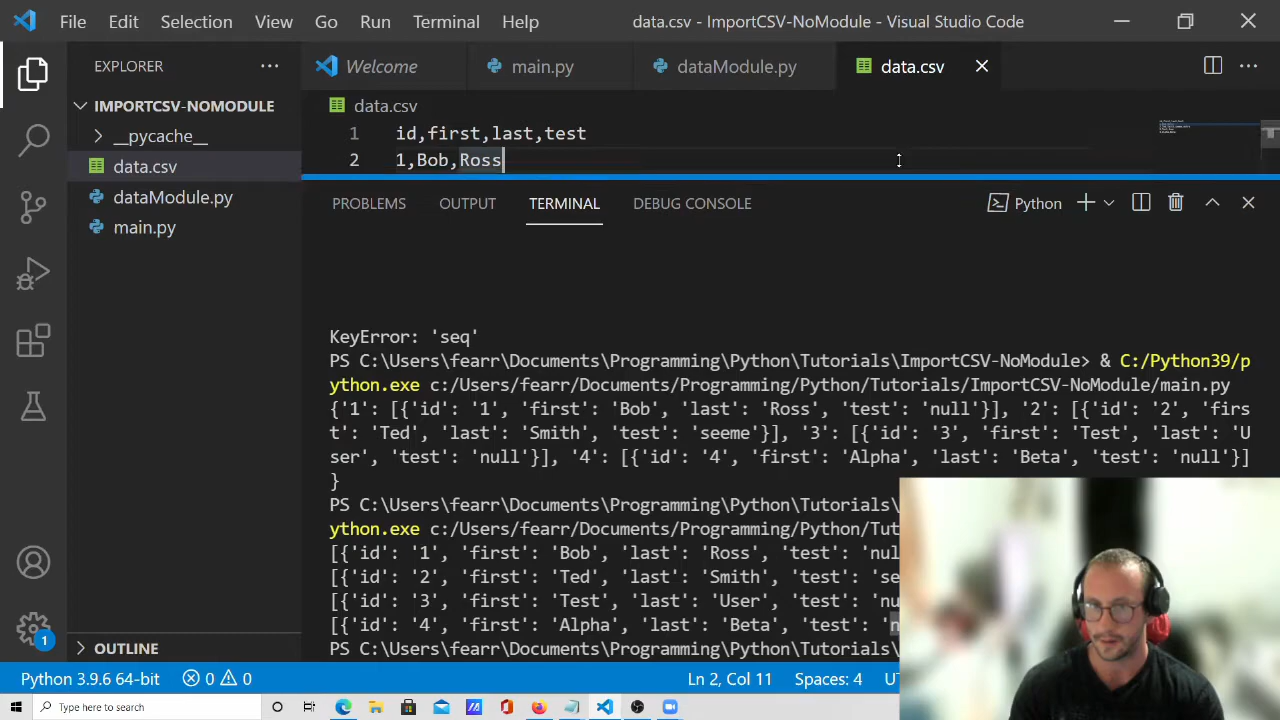 File Edit Selection View Go Run Terminal Help data.csv - ImportCSV-NoModule - Visual Studio Code
EXPLORER
Welcome main.py dataModule.py data.csv
IMPORTCSV-NOMODULE
__pycache__
data.csv
dataModule.py
main.py
OUTLINE
data.csv
1 id,first,last,test
2 1,Bob,Ross
PROBLEMS OUTPUT TERMINAL DEBUG CONSOLE Python
KeyError: 'seq'
PS C:\Users\fearr\Documents\Programming\Python\Tutorials\ImportCSV-NoModule> & C:/Python39/p
ython.exe c:/Users/fearr/Documents/Programming/Python/Tutorials/ImportCSV-NoModule/main.py
{'1': [{'id': '1', 'first': 'Bob', 'last': 'Ross', 'test': 'null'}], '2': [{'id': '2', 'firs
t': 'Ted', 'last': 'Smith', 'test': 'seeme'}], '3': [{'id': '3', 'first': 'Test', 'last': 'U
ser', 'test': 'null'}], '4': [{'id': '4', 'first': 'Alpha', 'last': 'Beta', 'test': 'null'}]
}
PS C:\Users\fearr\Documents\Programming\Python\Tutorials\
ython.exe c:/Users/fearr/Documents/Programming/Python/Tut
[{'id': '1', 'first': 'Bob', 'last': 'Ross', 'test': 'nul
[{'id': '2', 'first': 'Ted', 'last': 'Smith', 'test': 'se
[{'id': '3', 'first': 'Test', 'last': 'User', 'test': 'nu
[{'id': '4', 'first': 'Alpha', 'last': 'Beta', 'test': 'n
PS C:\Users\fearr\Documents\Programming\Python\Tutorials\
1
Python 3.9.6 64-bit 0 0 Ln 2, Col 11 Spaces: 4 UT
Type here to search